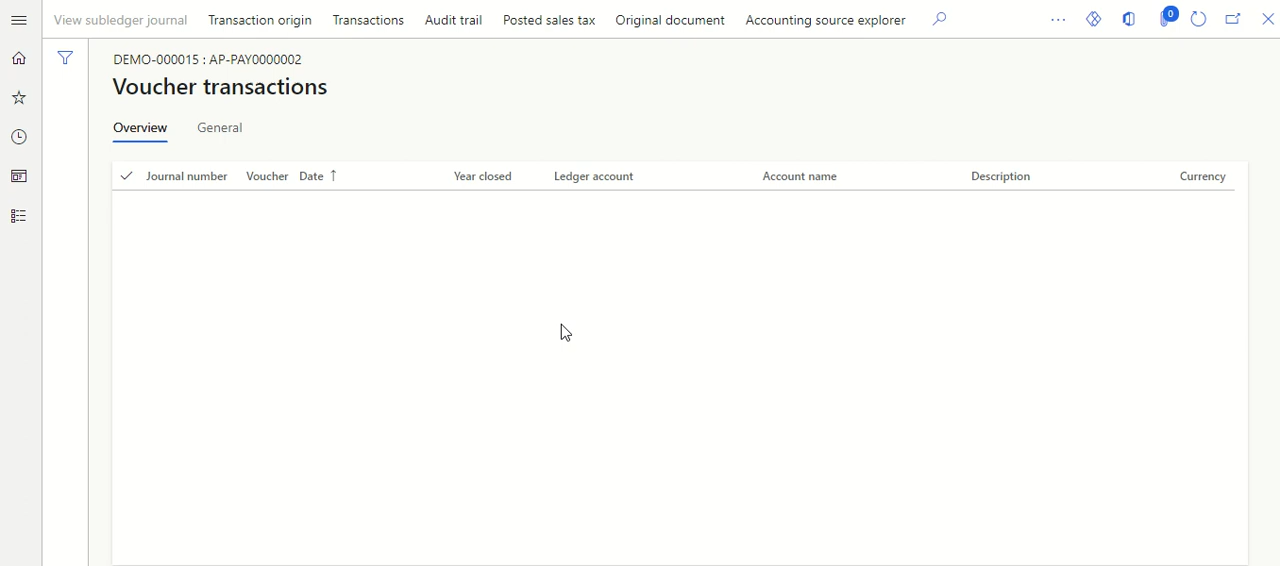 View subledger journal Transaction origin Transactions Audit trail Posted sales tax Original document Accounting source explorer ... 0
DEMO-000015 : AP-PAY0000002
Voucher transactions
Overview General
Journal number Voucher Date ↑ Year closed Ledger account Account name Description Currency